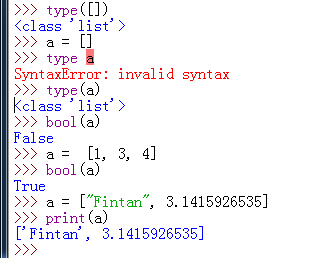 >>> type([])
<class 'list'>
>>> a = []
>>> type a
SyntaxError: invalid syntax
>>> type(a)
<class 'list'>
>>> bool(a)
False
>>> a =  [1, 3, 4]
>>> bool(a)
True
>>> a = ["Fintan", 3.1415926535]
>>> print(a)
['Fintan', 3.1415926535]
>>>